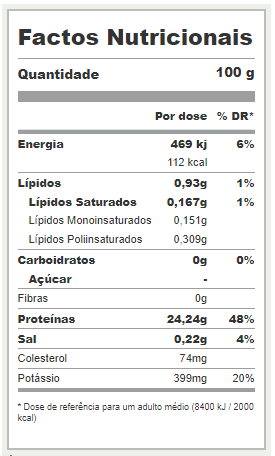 Factos Nutricionais
Quantidade 100 g
Por dose % DR*
Energia 469 kj 6%
112 kcal
Lípidos 0,93g 1%
Lípidos Saturados 0,167g 1%
Lípidos Monoinsaturados 0,151g
Lípidos Poliinsaturados 0,309g
Carboidratos 0g 0%
Açúcar -
Fibras 0g
Proteínas 24,24g 48%
Sal 0,22g 4%
Colesterol 74mg
Potássio 399mg 20%
* Dose de referência para um adulto médio (8400 kJ / 2000
kcal)